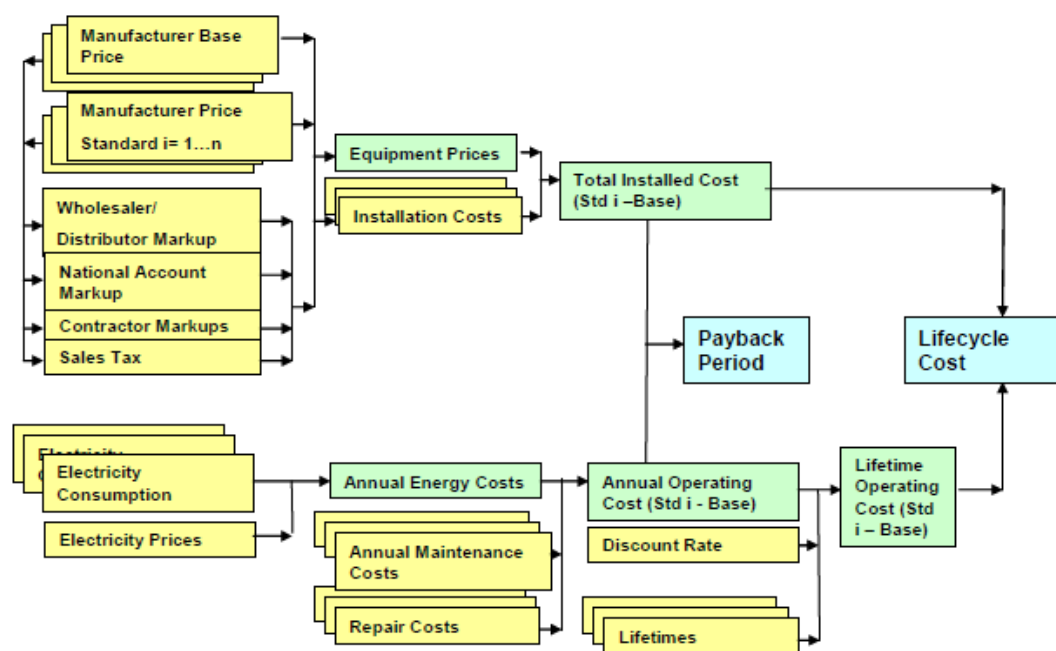 Manufacturer Base
Price
Manufacturer Price
Standard i= 1...n
Equipment Prices
Installation Costs
Total Installed Cost
(Std i –Base)
Wholesaler/
Distributor Markup
National Account
Markup
Contractor Markups
Sales Tax
Payback
Period
Lifecycle
Cost
Electricity
Consumption
Electricity Prices
Annual Energy Costs
Annual Maintenance
Costs
Repair Costs
Annual Operating
Cost (Std i - Base)
Discount Rate
Lifetimes
Lifetime
Operating
Cost (Std
i – Base)